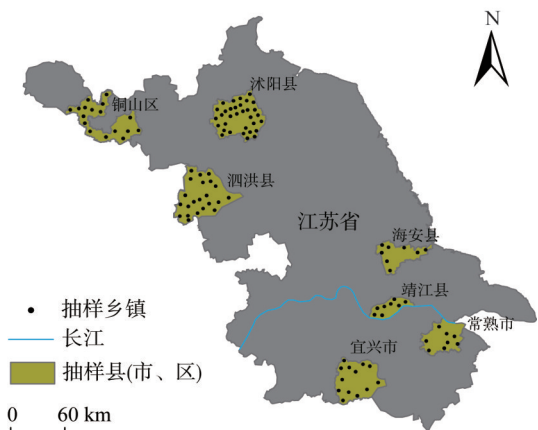 N
沭阳县
铜山区
泗洪县
江苏省
海安县
靖江县
常熟市
宜兴市
抽样乡镇
长江
抽样县(市、区)
0 60 km